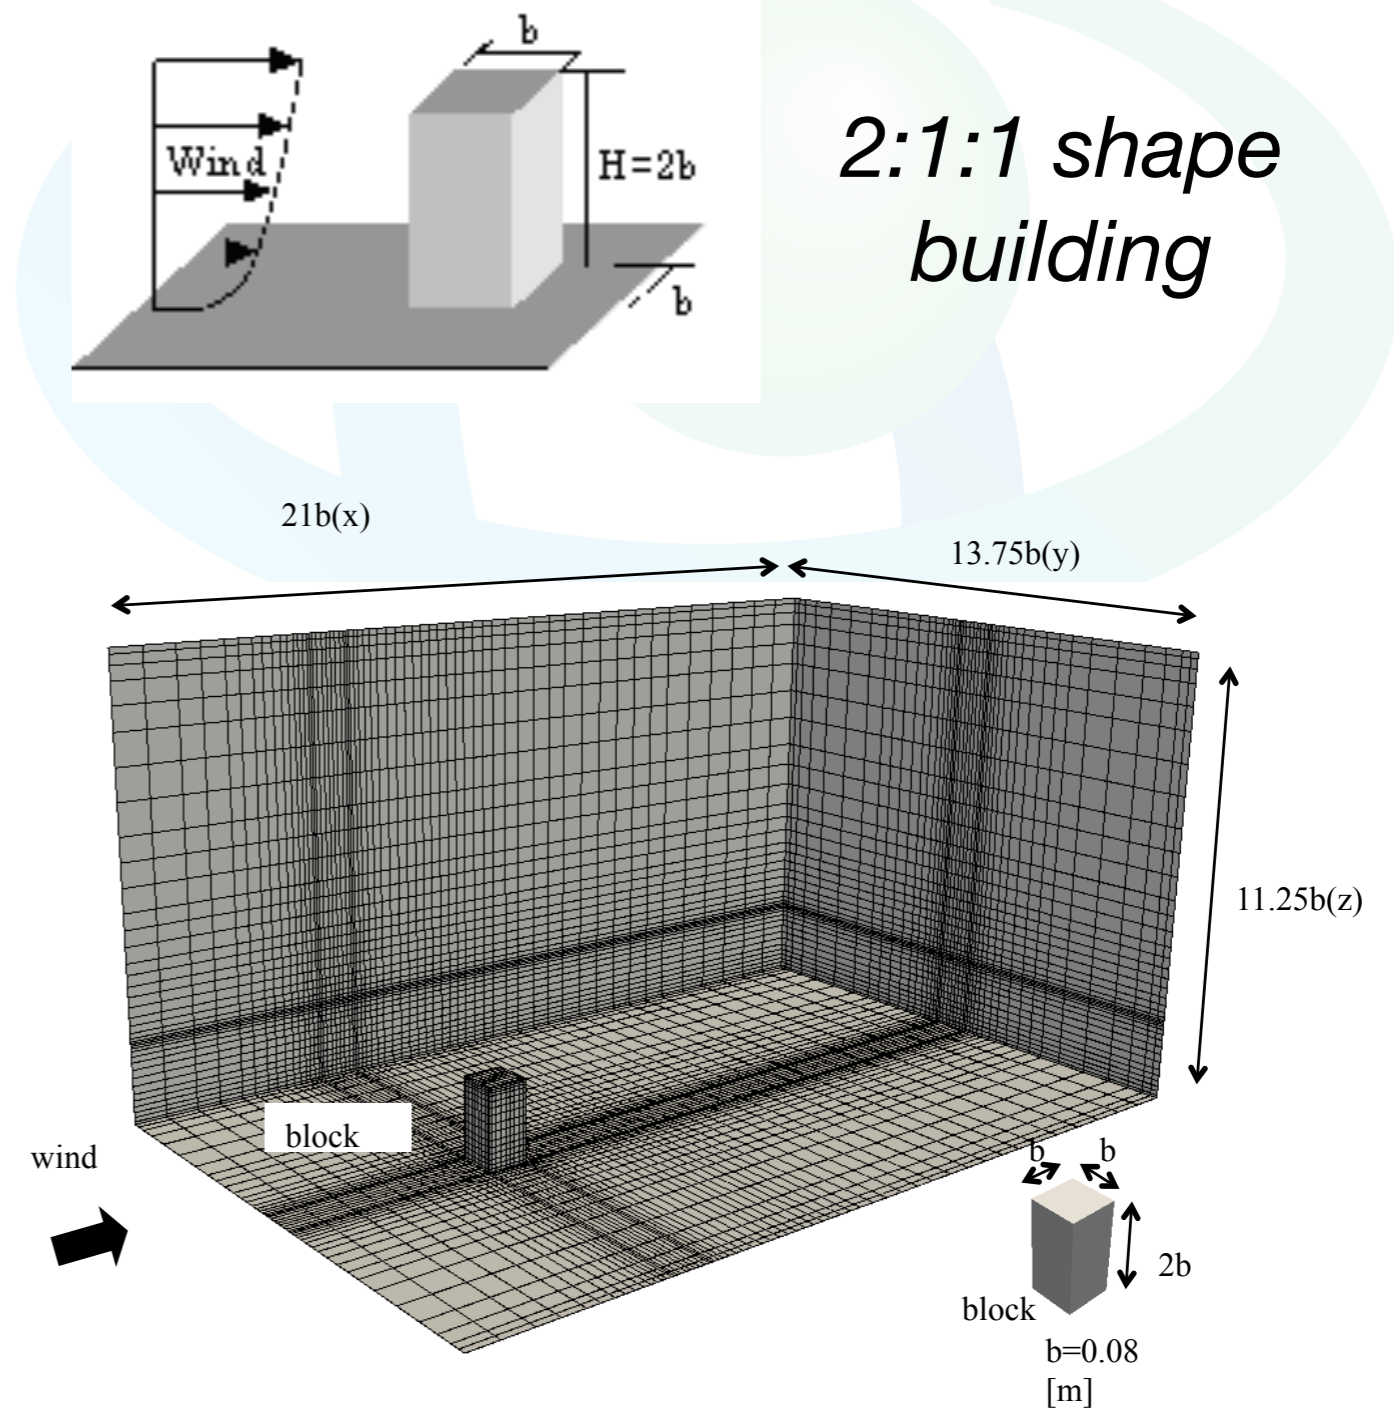 b
Wind
H=2b
b
2:1:1 shape
building
21b(x)
13.75b(y)
11.25b(z)
block
wind
b b
2b
block
b=0.08
[m]